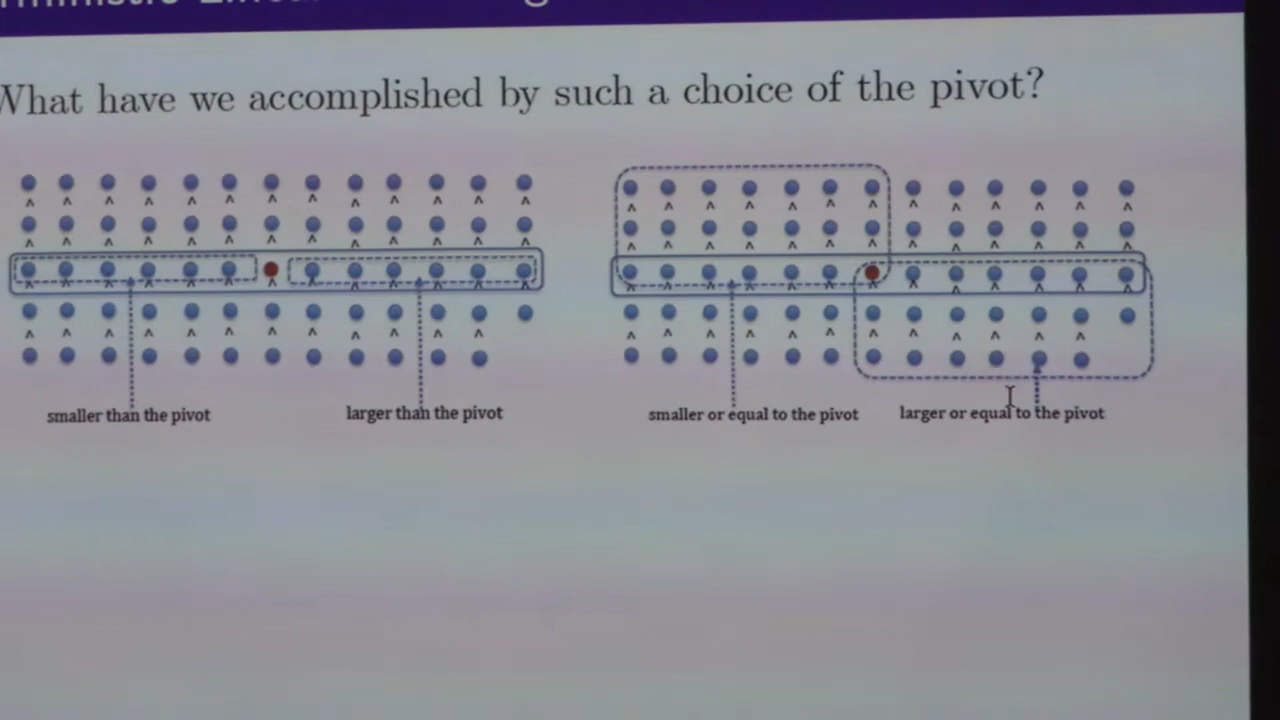 What have we accomplished by such a choice of the pivot?
smaller than the pivot
larger than the pivot
smaller or equal to the pivot
larger or equal to the pivot